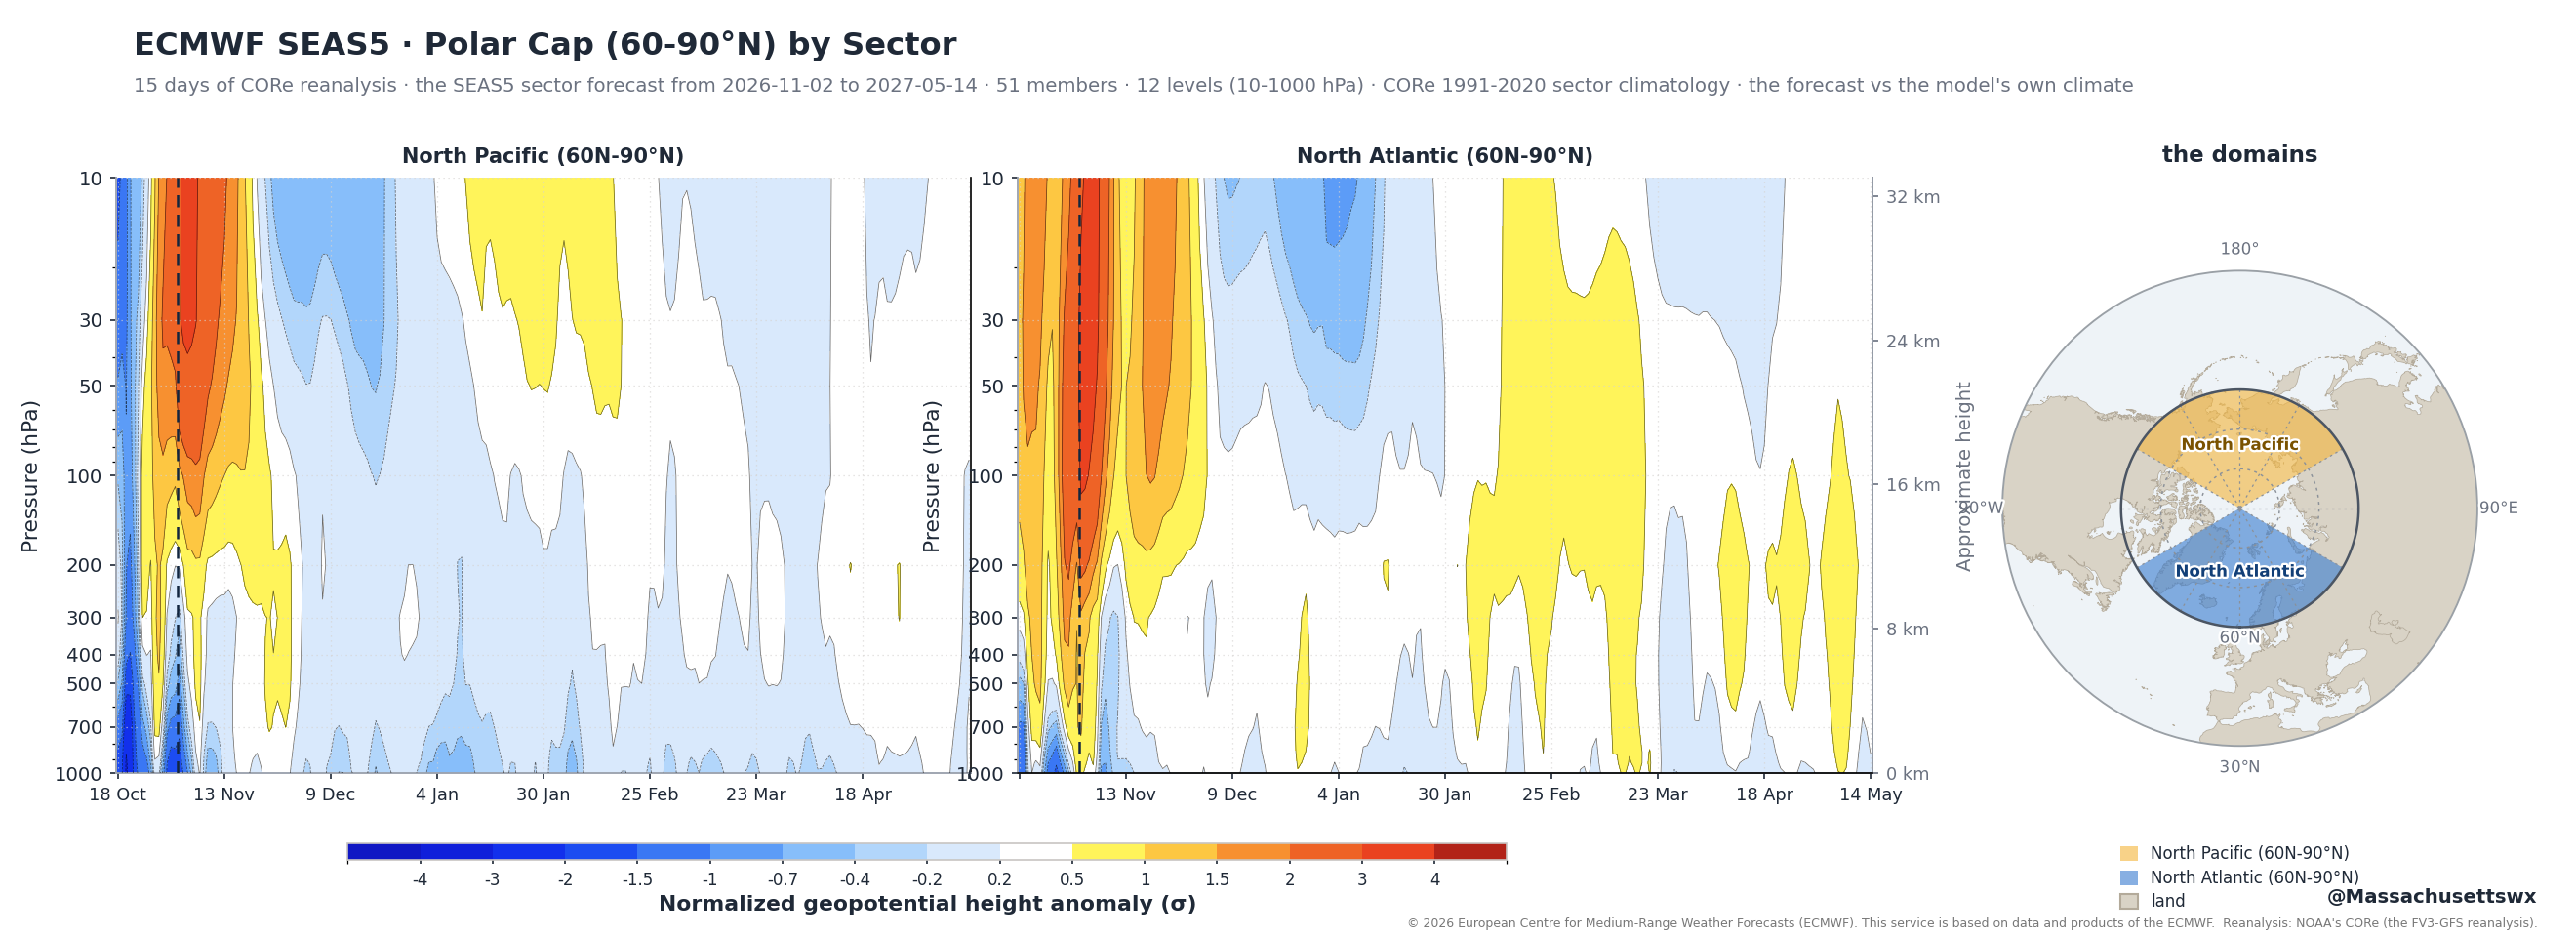 ECMWF SEAS5 · Polar Cap (60-90°N) by Sector
15 days of CORe reanalysis · the SEAS5 sector forecast from 2026-11-02 to 2027-05-14 · 51 members · 12 levels (10-1000 hPa) · CORe 1991-2020 sector climatology · the forecast vs the model's own climate
North Pacific (60N-90°N)
Pressure (hPa)
10
30
50
100
200
300
400
500
700
1000
18 Oct 13 Nov 9 Dec 4 Jan 30 Jan 25 Feb 23 Mar 18 Apr
North Atlantic (60N-90°N)
Pressure (hPa)
10
30
50
100
200
300
400
500
700
1000
13 Nov 9 Dec 4 Jan 30 Jan 25 Feb 23 Mar 18 Apr 14 May
32 km
24 km
16 km
8 km
0 km
Approximate height
the domains
180°
North Pacific
90°W
90°E
North Atlantic
60°N
30°N
-4 -3 -2 -1.5 -1 -0.7 -0.4 -0.2 0.2 0.5 1 1.5 2 3 4
Normalized geopotential height anomaly (σ)
North Pacific (60N-90°N)
North Atlantic (60N-90°N)
land
@Massachusettswx
© 2026 European Centre for Medium-Range Weather Forecasts (ECMWF). This service is based on data and products of the ECMWF. Reanalysis: NOAA's CORe (the FV3-GFS reanalysis).